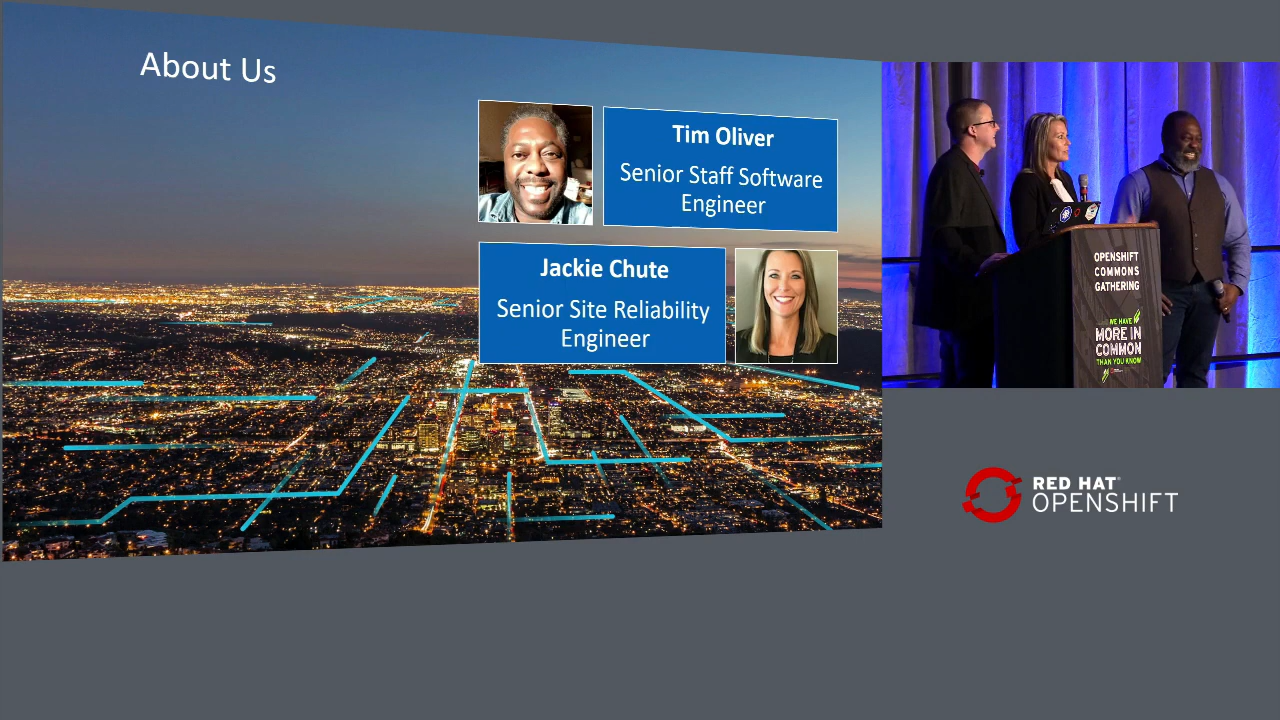 About Us
Tim Oliver
Senior Staff Software
Engineer
Jackie Chute
Senior Site Reliability
Engineer
OPENSHIFT
COMMONS
GATHERING
WE HAVE
MORE IN
COMMON
THAN YOU KNOW
RED HAT
OPENSHIFT